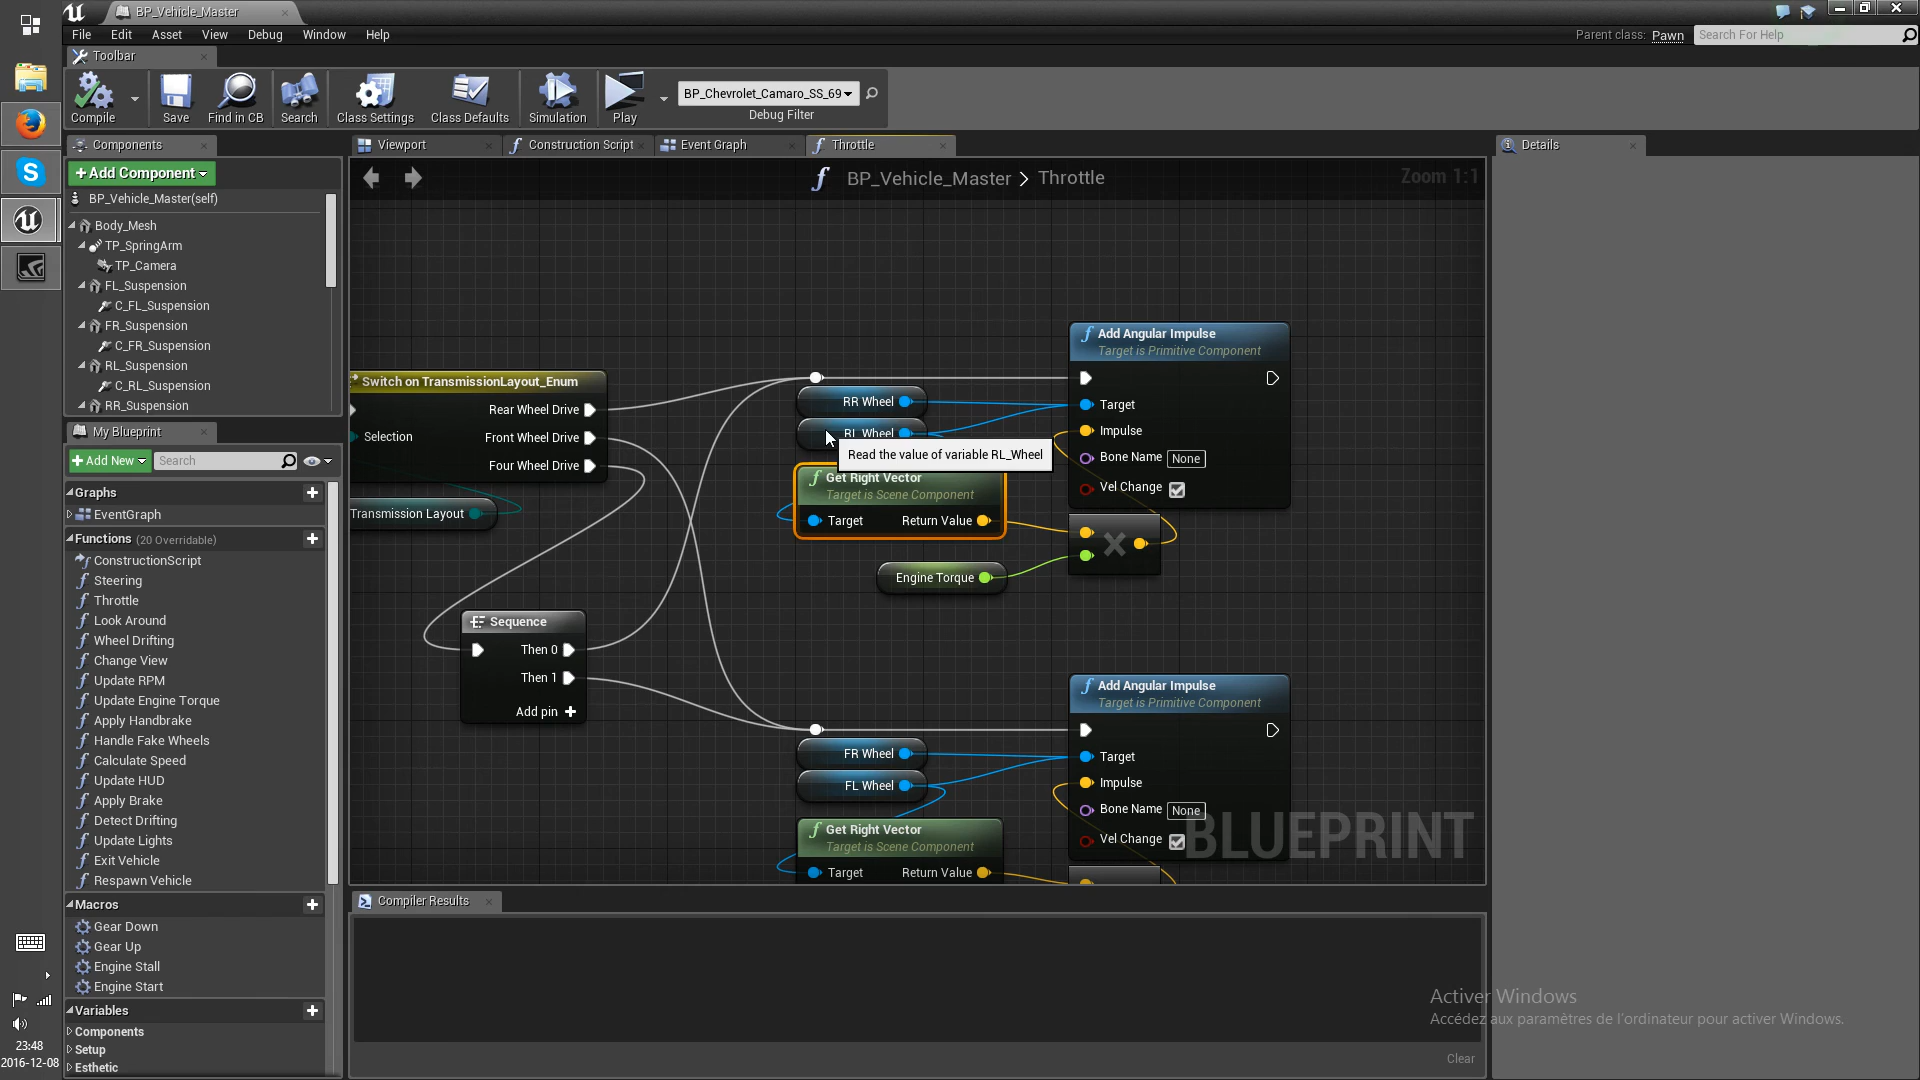 BP_Vehicle_Master
File Edit Asset View Debug Window Help
Parent class: Pawn
Search For Help
Toolbar
Compile
Save
Find in CB
Search
Class Settings
Class Defaults
Simulation
Play
BP_Chevrolet_Camaro_SS_69
Debug Filter
Components
+Add Component
BP_Vehicle_Master(self)
Body_Mesh
TP_SpringArm
TP_Camera
FL_Suspension
C_FL_Suspension
FR_Suspension
C_FR_Suspension
RL_Suspension
C_RL_Suspension
RR_Suspension
My Blueprint
+Add New
Search
Graphs
EventGraph
Functions (20 Overridable)
ConstructionScript
Steering
Throttle
Look Around
Wheel Drifting
Change View
Update RPM
Update Engine Torque
Apply Handbrake
Handle Fake Wheels
Calculate Speed
Update HUD
Apply Brake
Detect Drifting
Update Lights
Exit Vehicle
Respawn Vehicle
Macros
Gear Down
Gear Up
Engine Stall
Engine Start
Variables
Components
Setup
Esthetic
Viewport
Construction Script
Event Graph
Throttle
BP_Vehicle_Master > Throttle
Zoom 1:1
Switch on TransmissionLayout_Enum
Rear Wheel Drive
Selection
Front Wheel Drive
Four Wheel Drive
Transmission Layout
Sequence
Then 0
Then 1
Add pin +
RR Wheel
RL Wheel
Read the value of variable RL_Wheel
Get Right Vector
Target is Scene Component
Target
Return Value
Engine Torque
Add Angular Impulse
Target is Primitive Component
Target
Impulse
Bone Name None
Vel Change
FR Wheel
FL Wheel
Get Right Vector
Target is Scene Component
Target
Return Value
Add Angular Impulse
Target is Primitive Component
Target
Impulse
Bone Name None
Vel Change
BLUEPRINT
Compiler Results
Clear
Details
Activer Windows
Accédez aux paramètres de l'ordinateur pour activer Windows.
23:48
2016-12-08